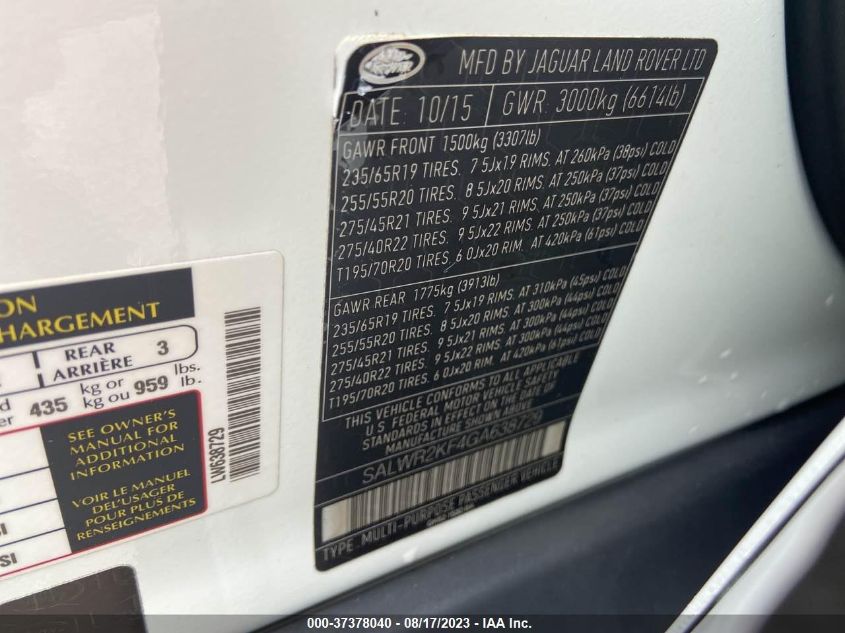 LAND ROVER
MFD BY JAGUAR LAND ROVER LTD
DATE: 10/15 GWR: 3000kg (6614lb)
GAWR FRONT 1500kg (3307lb)
235/65R19 TIRES. 7 5Jx19 RIMS. AT 260kPa (38psi) COLD
255/55R20 TIRES. 8 5Jx20 RIMS. AT 250kPa (37psi) COLD
275/45R21 TIRES. 9 5Jx21 RIMS. AT 250kPa (37psi) COLD
275/40R22 TIRES. 9 5Jx22 RIMS. AT 250kPa (37psi) COLD
T195/70R20 TIRES. 6 0Jx20 RIM. AT 420kPa (61psi) COLD
GAWR REAR 1775kg (3913lb)
235/65R19 TIRES. 7 5Jx19 RIMS. AT 310kPa (45psi) COLD
255/55R20 TIRES. 8 5Jx20 RIMS. AT 300kPa (44psi) COLD
275/45R21 TIRES. 9 5Jx21 RIMS. AT 300kPa (44psi) COLD
275/40R22 TIRES. 9 5Jx22 RIMS. AT 300kPa (44psi) COLD
T195/70R20 TIRES. 6 0Jx20 RIM. AT 420kPa (61psi) COLD
THIS VEHICLE CONFORMS TO ALL APPLICABLE
U. S. FEDERAL MOTOR VEHICLE SAFETY
MANUFACTURE SHOWN ABOVE.
SALWR2KF4GA638729
TYPE: MULTI-PURPOSE PASSENGER VEHICLE
ON
HARGEMENT
REAR 3
ARRIÈRE
435 kg or 959 lbs.
kg ou lb.
SEE OWNER'S
MANUAL FOR
ADDITIONAL
INFORMATION
VOIR LE MANUEL
DEL'USAGER
POUR PLUS DE
RENSEIGNEMENTS
LW638729
SI
SI
000-37378040 - 08/17/2023 - IAA Inc.